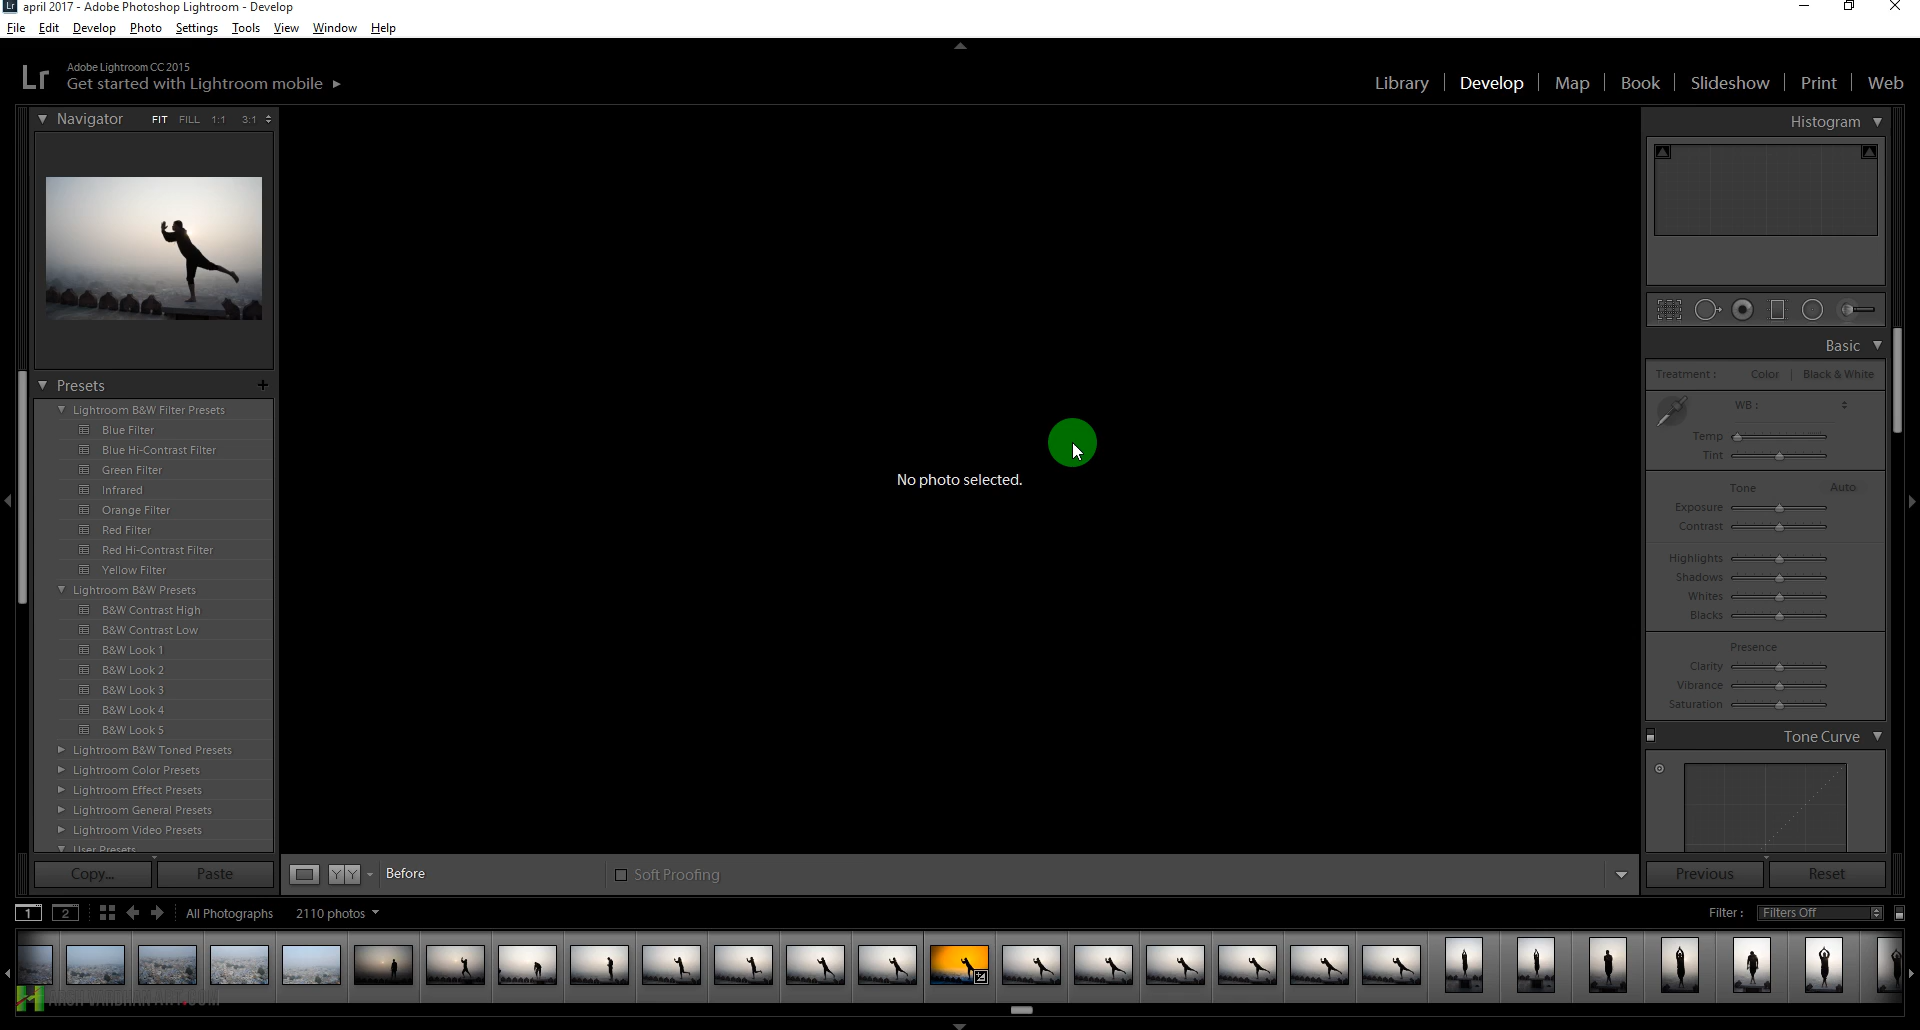 april 2017 - Adobe Photoshop Lightroom - Develop
File Edit Develop Photo Settings Tools View Window Help
Lr
Adobe Lightroom CC 2015
Get started with Lightroom mobile
Library Develop Map Book Slideshow Print Web
Navigator FIT FILL 1:1 3:1
Presets
Lightroom B&W Filter Presets
Blue Filter
Blue Hi-Contrast Filter
Green Filter
Infrared
Orange Filter
Red Filter
Red Hi-Contrast Filter
Yellow Filter
Lightroom B&W Presets
B&W Contrast High
B&W Contrast Low
B&W Look 1
B&W Look 2
B&W Look 3
B&W Look 4
B&W Look 5
Lightroom B&W Toned Presets
Lightroom Color Presets
Lightroom Effect Presets
Lightroom General Presets
Lightroom Video Presets
User Presets
Copy... Paste
No photo selected.
YY Before Soft Proofing
Histogram
Basic
Treatment : Color Black & White
WB :
Temp
Tint
Tone Auto
Exposure
Contrast
Highlights
Shadows
Whites
Blacks
Presence
Clarity
Vibrance
Saturation
Tone Curve
Previous Reset
1 2 All Photographs 2110 photos Filter : Filters Off